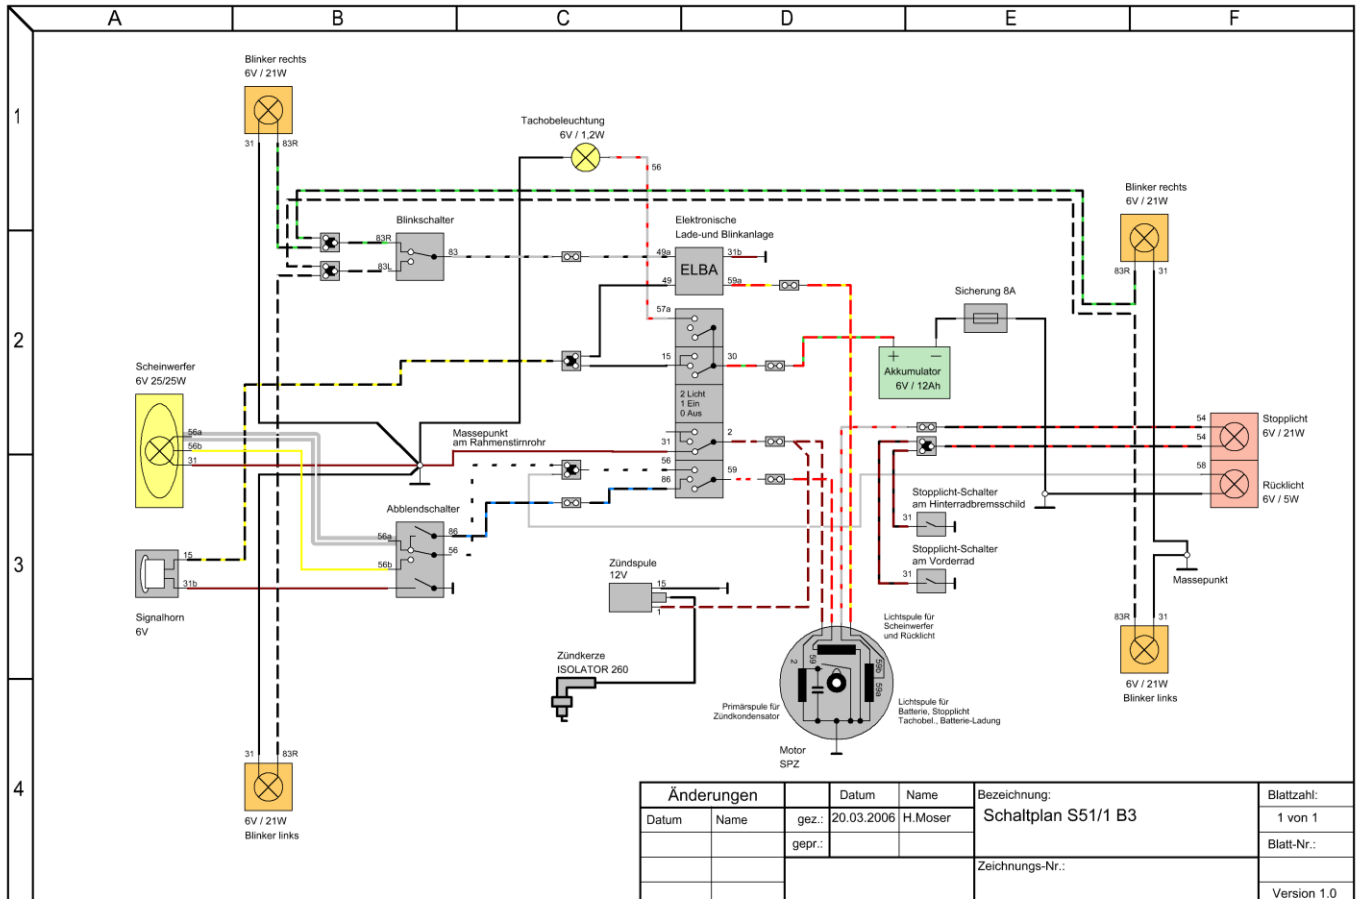 A B C D E F
1
2
3
4
Blinker rechts
6V / 21W
31 83R
Tachobeleuchtung
6V / 1,2W
56
Blinkschalter
83R
83L
83
Elektronische
Lade-und Blinkanlage
ELBA
49a
49
31b
59a
57a
15
30
2 Licht
1 Ein
0 Aus
2
31
56
86
59
Blinker rechts
6V / 21W
83R 31
Sicherung 8A
+ −
Akkumulator
6V / 12Ah
Scheinwerfer
6V 25/25W
56a
56b
31
Massepunkt
am Rahmenstirnrohr
54
54
Stopplicht
6V / 21W
58
Rücklicht
6V / 5W
Abblendschalter
56a
56b
86
56
Stopplicht-Schalter
am Hinterradbremsschild
31
Stopplicht-Schalter
am Vorderrad
31
Massepunkt
15
31b
Signalhorn
6V
Zündspule
12V
15
1
Zündkerze
ISOLATOR 260
Lichtspule für
Scheinwerfer
und Rücklicht
2
59
59b
59a
Primärspule für
Zündkondensator
Lichtspule für
Batterie, Stopplicht
Tachobel., Batterie-Ladung
Motor
SPZ
83R 31
6V / 21W
Blinker links
31 83R
6V / 21W
Blinker links
Änderungen
Datum Name
Datum Name
gez.: 20.03.2006 H.Moser
gepr.:
Bezeichnung:
Schaltplan S51/1 B3
Zeichnungs-Nr.:
Blattzahl:
1 von 1
Blatt-Nr.:
Version 1.0